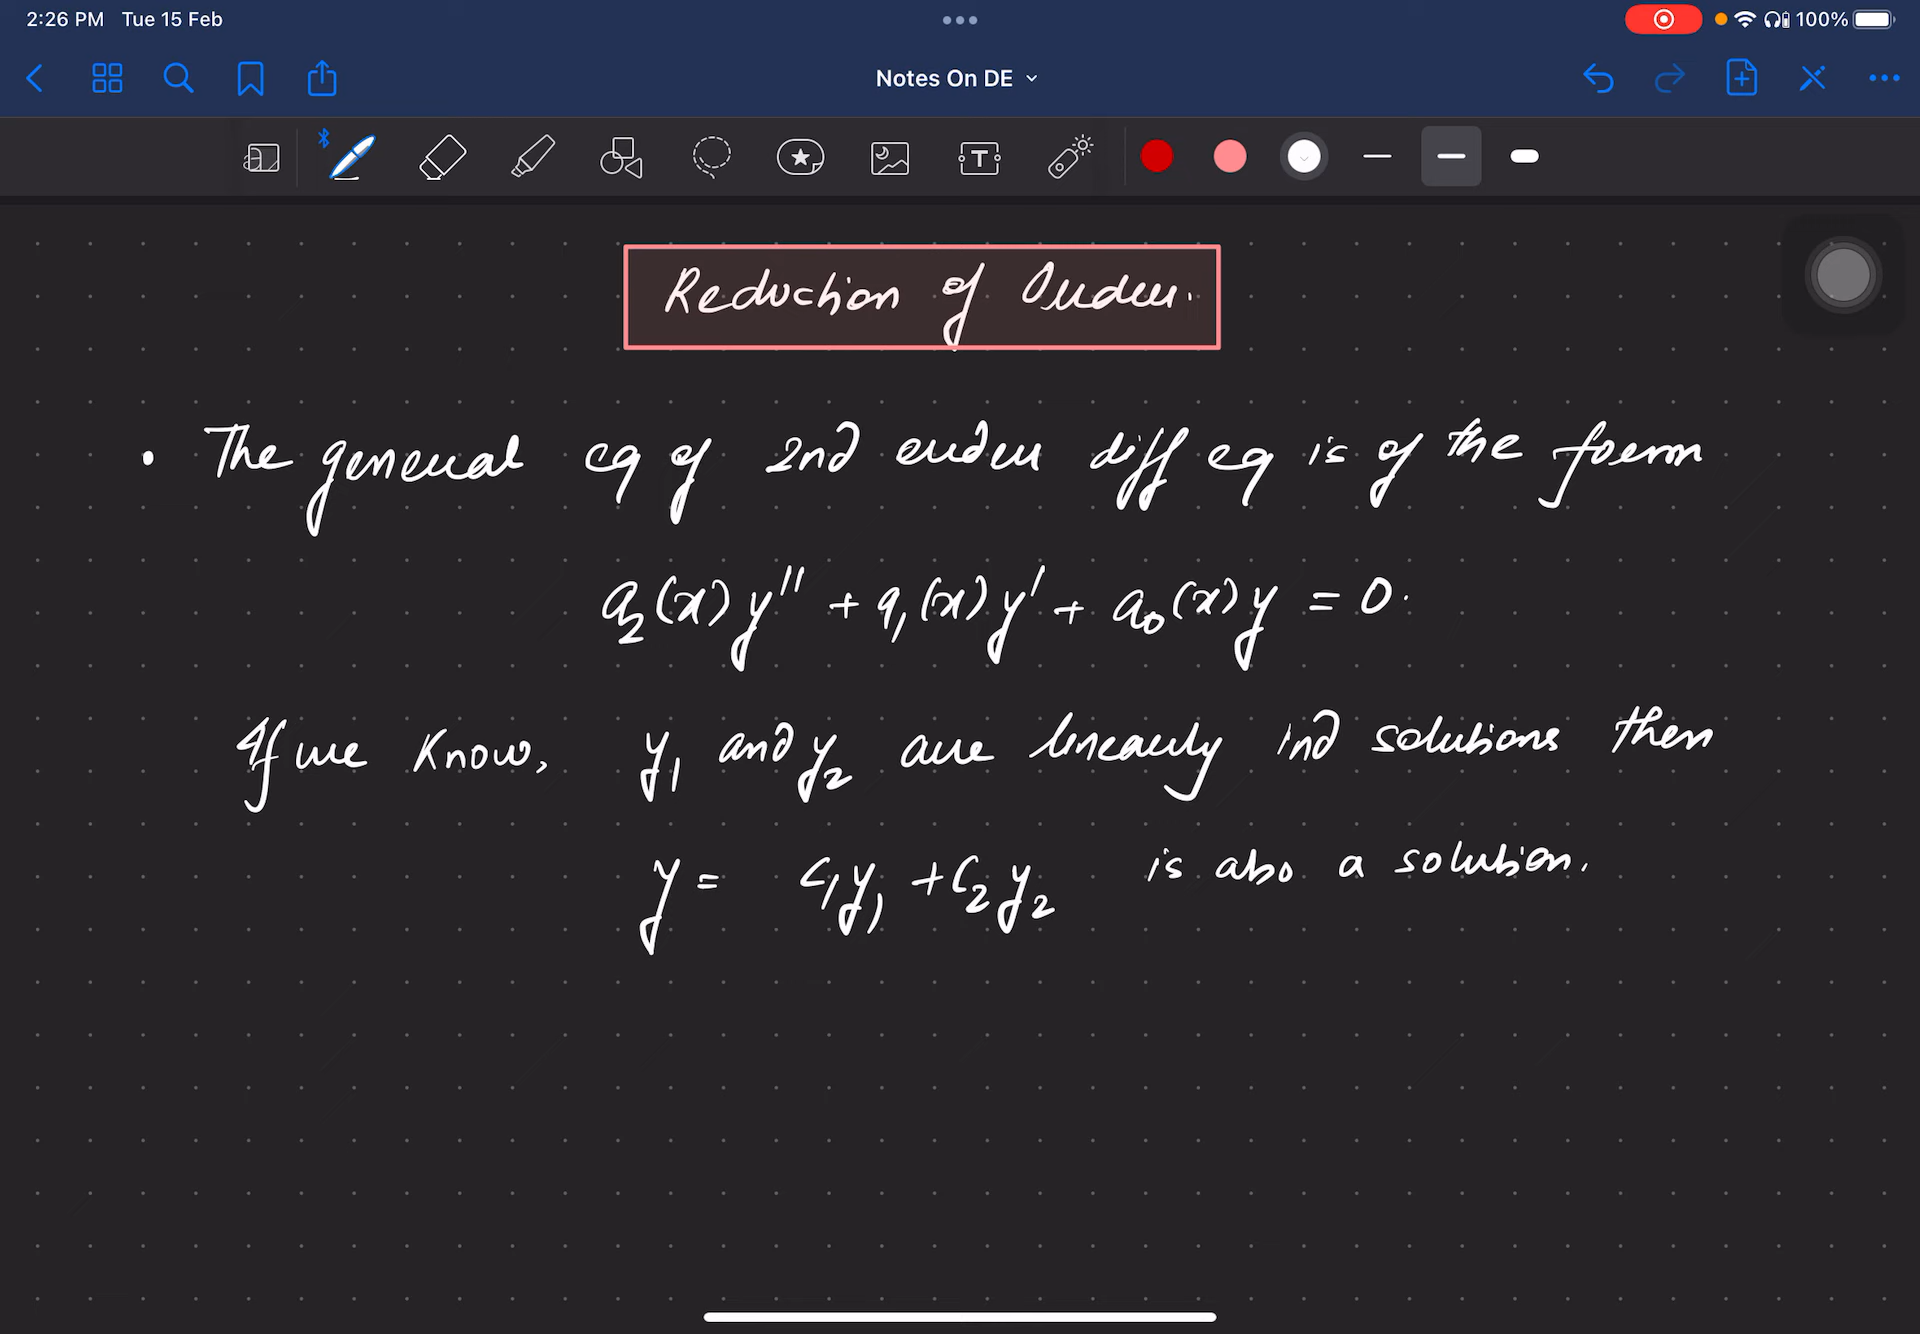 2:26 PM Tue 15 Feb
100%
Notes On DE
Reduction of Order.
• The general eq of 2nd order diff eq is of the form
a₂(x)y'' + a₁(x)y' + a₀(x)y = 0.
If we know, y₁ and y₂ are linearly ind solutions then
y = c₁y₁ + c₂y₂ is also a solution.